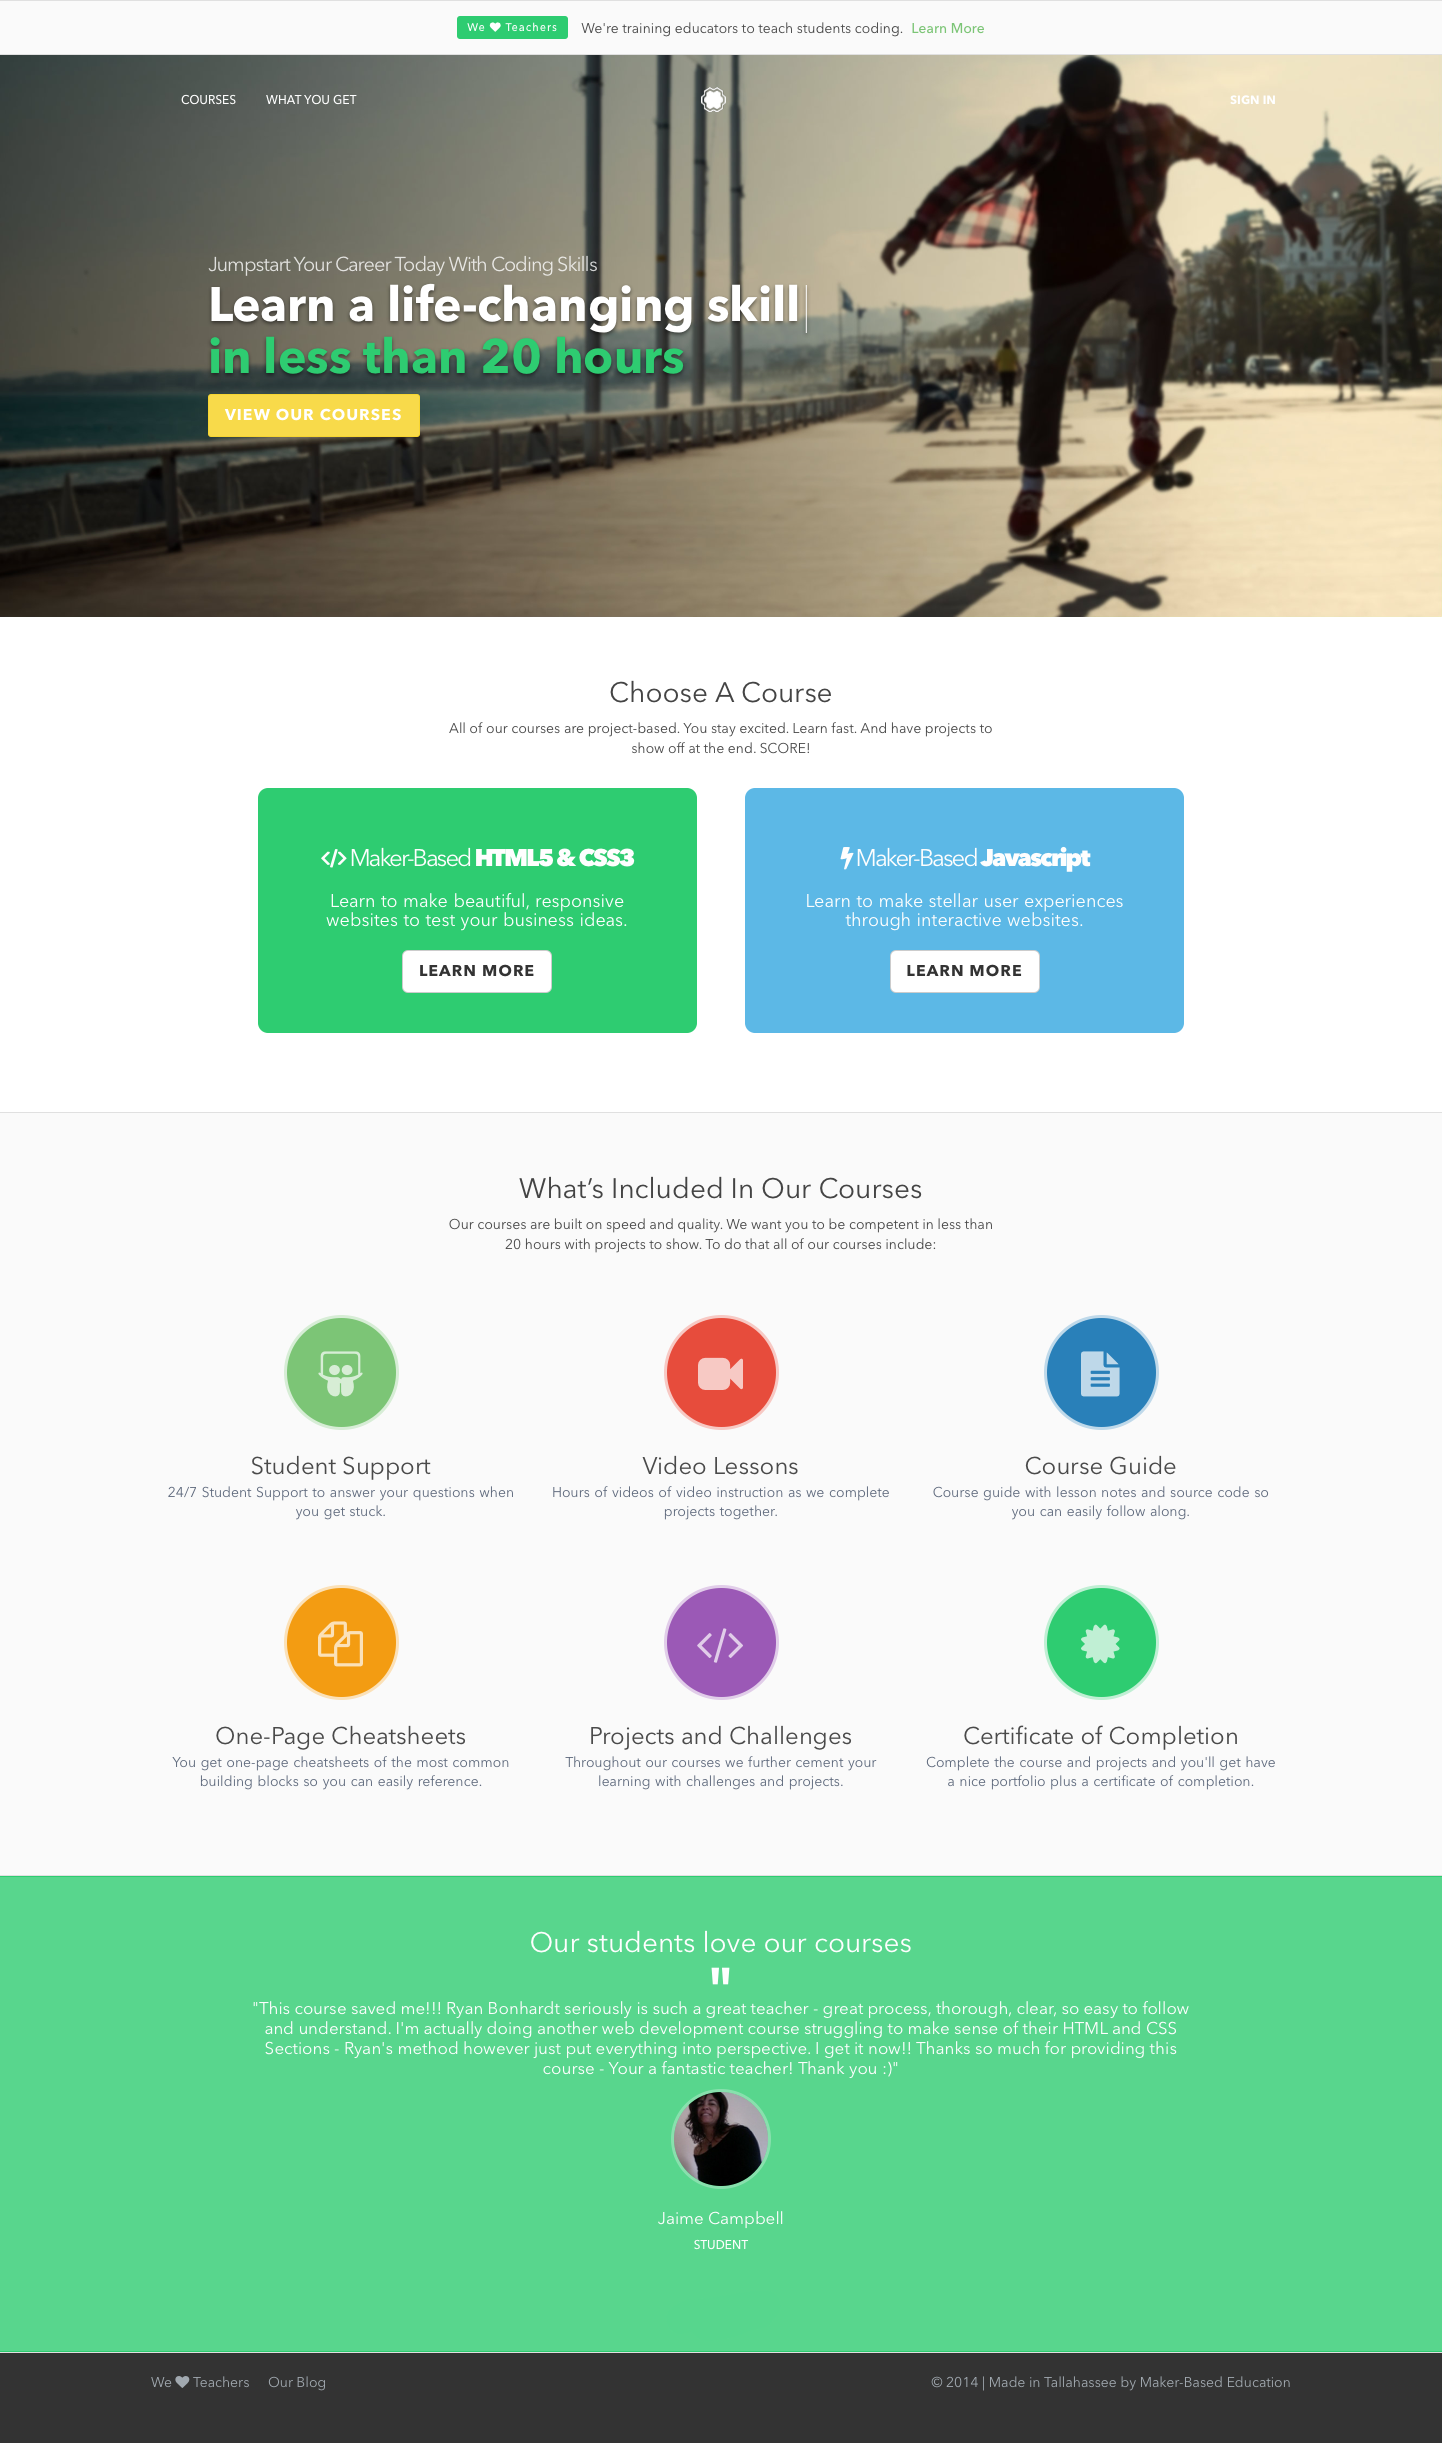 We ♥ Teachers We're training educators to teach students coding. Learn More
COURSES WHAT YOU GET SIGN IN
Jumpstart Your Career Today With Coding Skills
Learn a life-changing skill
in less than 20 hours
VIEW OUR COURSES
Choose A Course
All of our courses are project-based. You stay excited. Learn fast. And have projects to
show off at the end. SCORE!
</> Maker-Based HTML5 & CSS3
Learn to make beautiful, responsive
websites to test your business ideas.
LEARN MORE
Maker-Based Javascript
Learn to make stellar user experiences
through interactive websites.
LEARN MORE
What's Included In Our Courses
Our courses are built on speed and quality. We want you to be competent in less than
20 hours with projects to show. To do that all of our courses include:
Student Support
24/7 Student Support to answer your questions when
you get stuck.
Video Lessons
Hours of videos of video instruction as we complete
projects together.
Course Guide
Course guide with lesson notes and source code so
you can easily follow along.
One-Page Cheatsheets
You get one-page cheatsheets of the most common
building blocks so you can easily reference.
</>
Projects and Challenges
Throughout our courses we further cement your
learning with challenges and projects.
Certificate of Completion
Complete the course and projects and you'll get have
a nice portfolio plus a certificate of completion.
Our students love our courses
"
"This course saved me!!! Ryan Bonhardt seriously is such a great teacher - great process, thorough, clear, so easy to follow
and understand. I'm actually doing another web development course struggling to make sense of their HTML and CSS
Sections - Ryan's method however just put everything into perspective. I get it now!! Thanks so much for providing this
course - Your a fantastic teacher! Thank you :)"
Jaime Campbell
STUDENT
We ♥ Teachers Our Blog © 2014 | Made in Tallahassee by Maker-Based Education